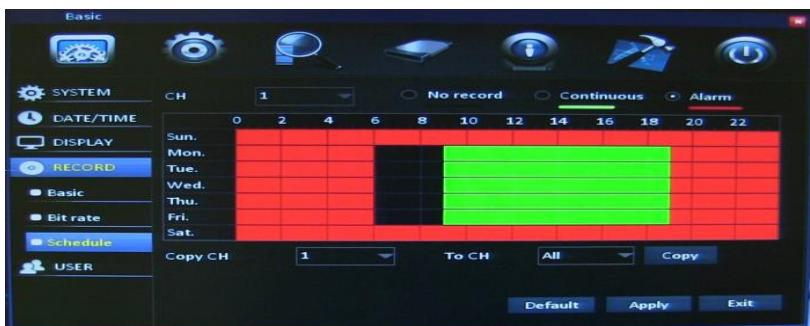 Basic
SYSTEM
DATE/TIME
DISPLAY
RECORD
Basic
Bit rate
Schedule
USER
CH 1 No record Continuous Alarm
0 2 4 6 8 10 12 14 16 18 20 22
Sun.
Mon.
Tue.
Wed.
Thu.
Fri.
Sat.
Copy CH 1 To CH All Copy
Default Apply Exit